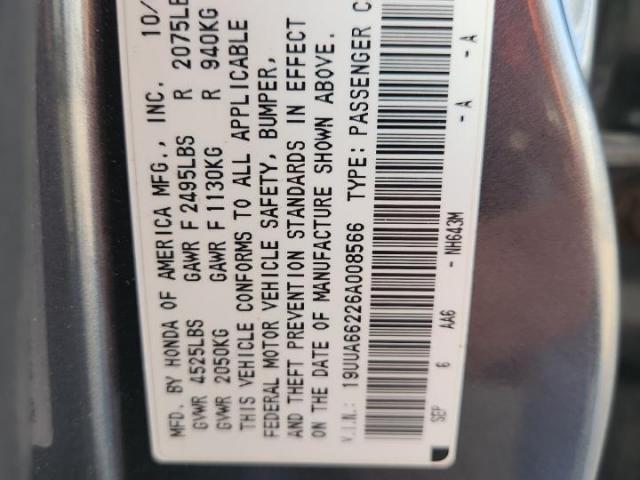 MFD. BY HONDA OF AMERICA MFG., INC. 10/
GVWR 4525LBS GAWR F 2495LBS R 2075LB
GVWR 2050KG GAWR F 1130KG R 940KG
THIS VEHICLE CONFORMS TO ALL APPLICABLE
FEDERAL MOTOR VEHICLE SAFETY, BUMPER,
AND THEFT PREVENTION STANDARDS IN EFFECT
ON THE DATE OF MANUFACTURE SHOWN ABOVE.
V.I.N.: 19UUA66226A008566 TYPE: PASSENGER C
SEP 6 AA6 - NH643M - A - A